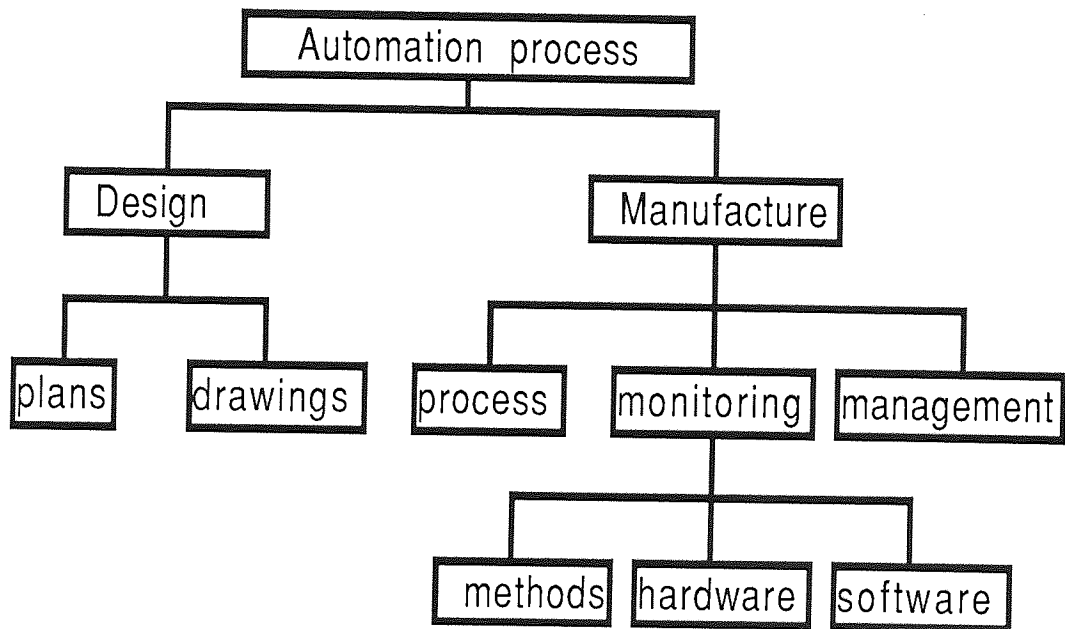 Automation process
Design
Manufacture
plans
drawings
process
monitoring
management
methods
hardware
software